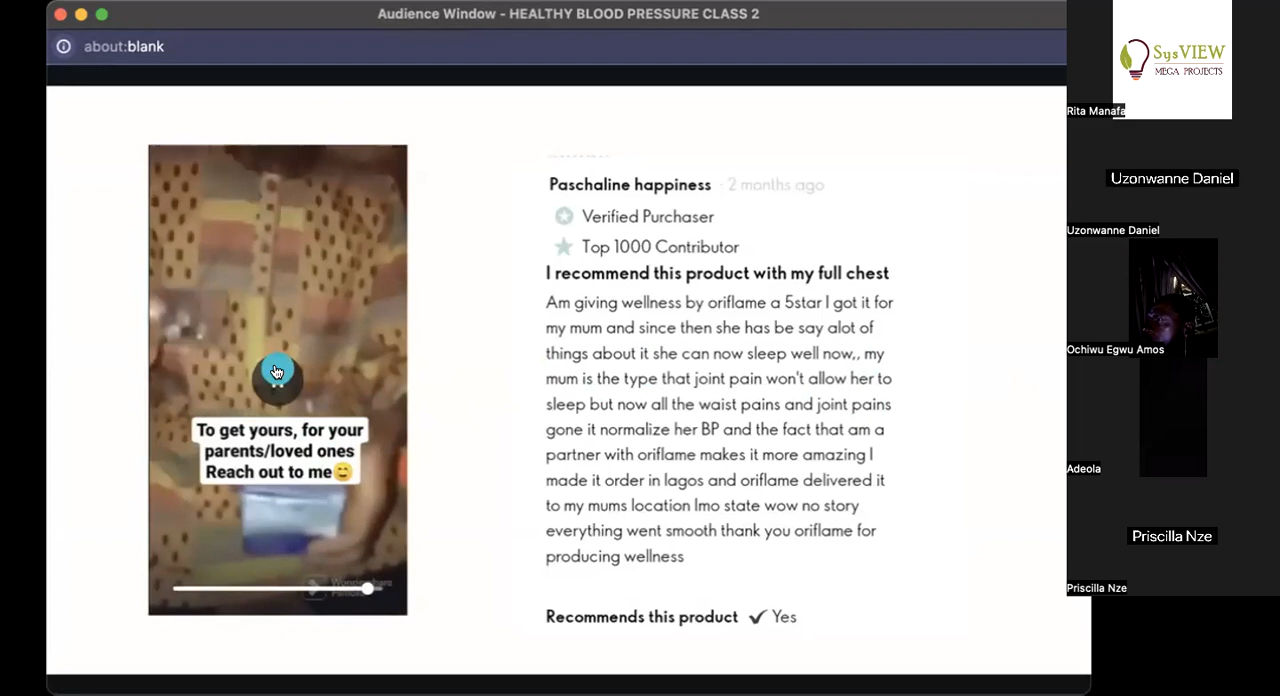 Audience Window - HEALTHY BLOOD PRESSURE CLASS 2
about:blank
To get yours, for your
parents/loved ones
Reach out to me😄
Paschaline happiness · 2 months ago
Verified Purchaser
Top 1000 Contributor
I recommend this product with my full chest
Am giving wellness by oriflame a 5star I got it for
my mum and since then she has be say alot of
things about it she can now sleep well now,, my
mum is the type that joint pain won't allow her to
sleep but now all the waist pains and joint pains
gone it normalize her BP and the fact that am a
partner with oriflame makes it more amazing I
made it order in lagos and oriflame delivered it
to my mums location Imo state wow no story
everything went smooth thank you oriflame for
producing wellness
Recommends this product ✔ Yes
SysVIEW
MEGA PROJECTS
Rita Manafa
Uzonwanne Daniel
Uzonwanne Daniel
Ochiwu Egwu Amos
Adeola
Priscilla Nze
Priscilla Nze